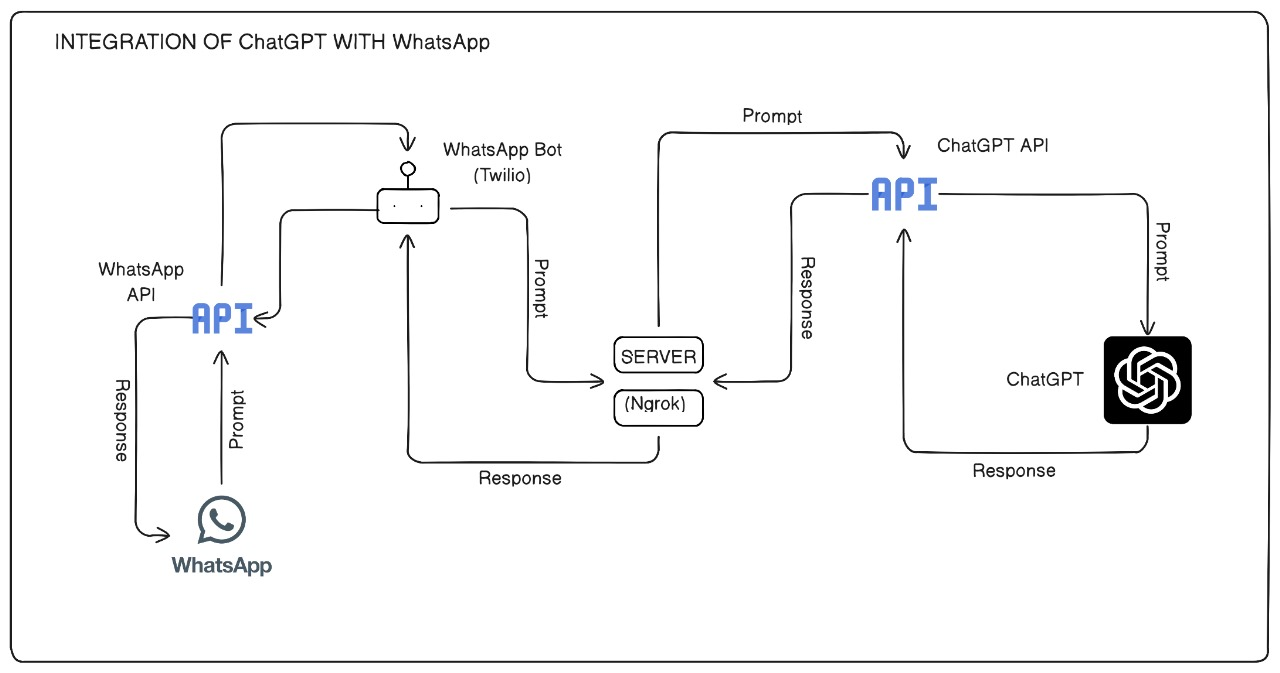 INTEGRATION OF ChatGPT WITH WhatsApp
Prompt
WhatsApp Bot
(Twilio)
ChatGPT API
API
WhatsApp
API
API
Prompt
Response
Prompt
SERVER
(Ngrok)
ChatGPT
Response
Prompt
Response
Response
WhatsApp